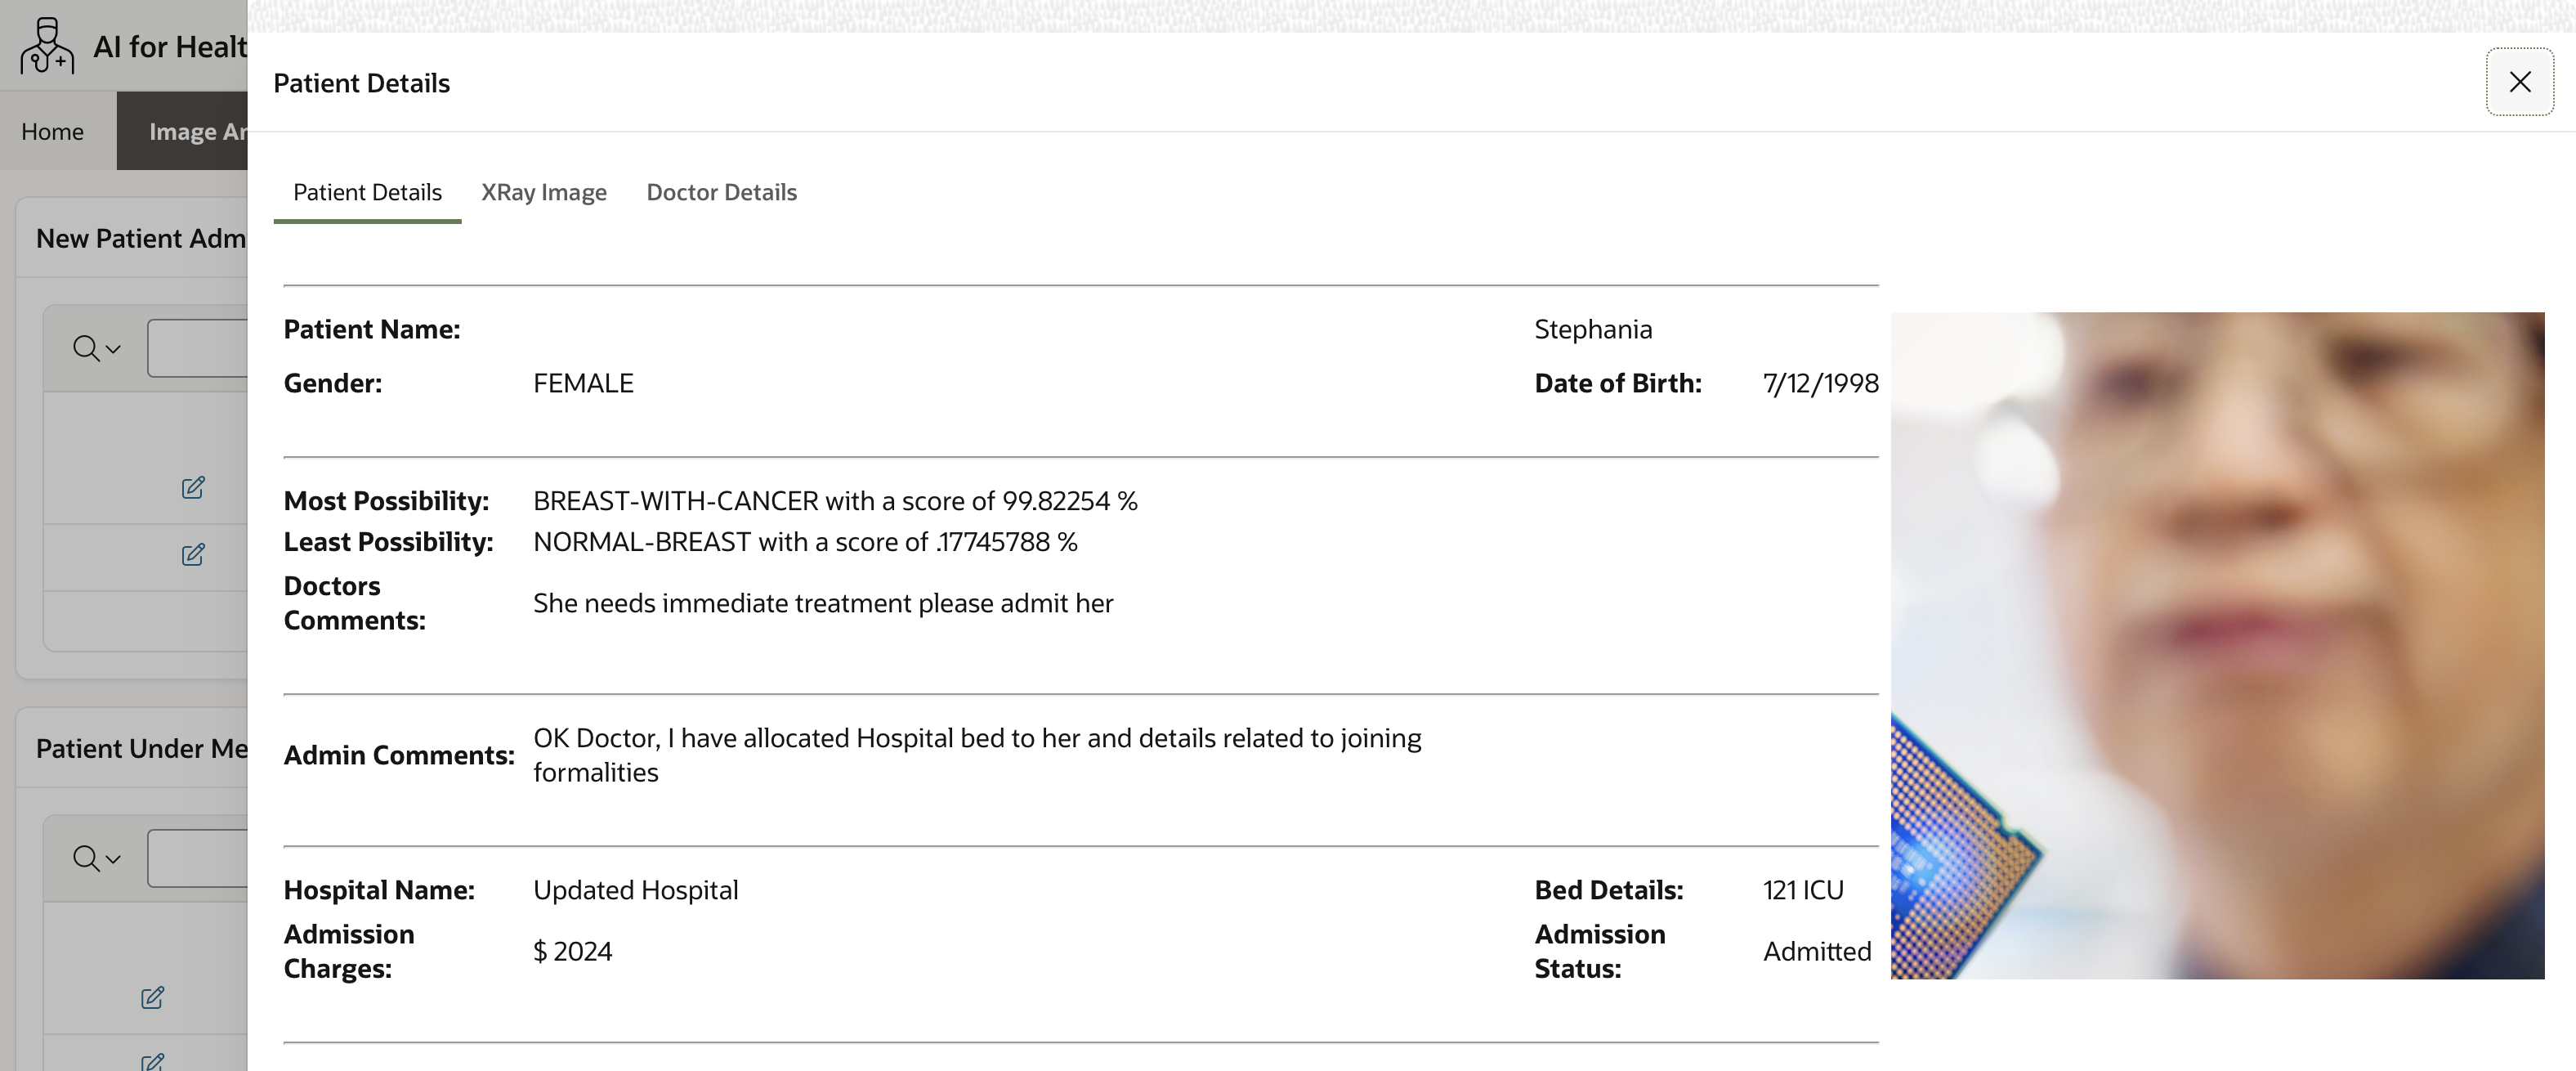 AI for Healt
Patient Details
Home
Image Ar
Patient Details XRay Image Doctor Details
New Patient Adm
Patient Name: Stephania
Gender: FEMALE Date of Birth: 7/12/1998
Most Possibility: BREAST-WITH-CANCER with a score of 99.82254 %
Least Possibility: NORMAL-BREAST with a score of .17745788 %
Doctors
Comments:
She needs immediate treatment please admit her
Patient Under Me
Admin Comments:
OK Doctor, I have allocated Hospital bed to her and details related to joining
formalities
Hospital Name: Updated Hospital Bed Details: 121 ICU
Admission
Charges:
$ 2024
Admission
Status:
Admitted